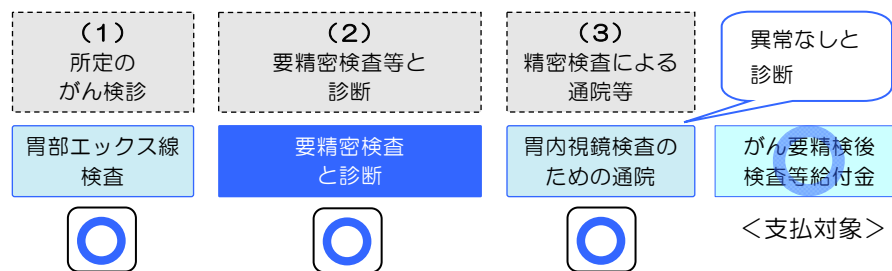 (1)
所定の
がん検診
(2)
要精密検査等と
診断
(3)
精密検査による
通院等
異常なしと
診断
胃部エックス線
検査
要精密検査
と診断
胃内視鏡検査の
ための通院
がん要精検後
検査等給付金
＜支払対象＞